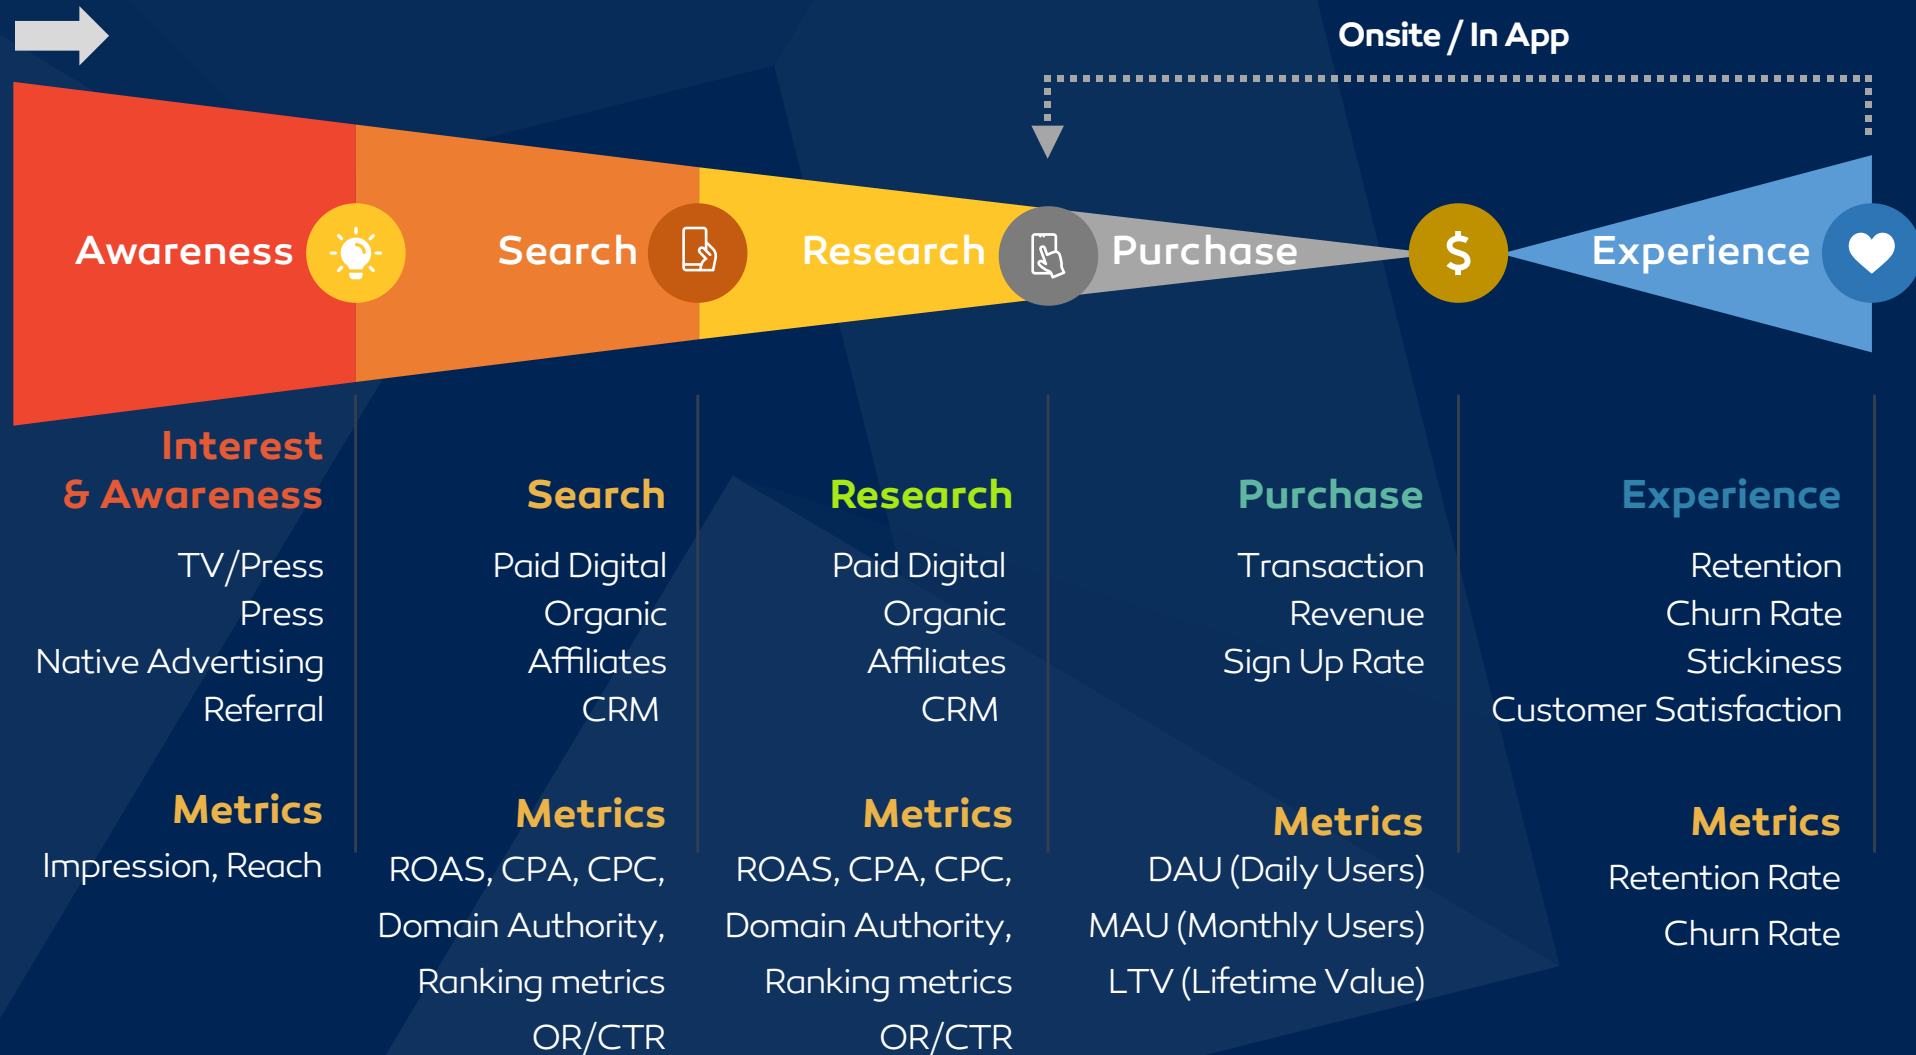 Onsite / In App
Awareness
Search
Research
Purchase
$
Experience
Interest
& Awareness
TV/Press
Press
Native Advertising
Referral
Metrics
Impression, Reach
Search
Paid Digital
Organic
Affiliates
CRM
Metrics
ROAS, CPA, CPC,
Domain Authority,
Ranking metrics
OR/CTR
Research
Paid Digital
Organic
Affiliates
CRM
Metrics
ROAS, CPA, CPC,
Domain Authority,
Ranking metrics
OR/CTR
Purchase
Transaction
Revenue
Sign Up Rate
Metrics
DAU (Daily Users)
MAU (Monthly Users)
LTV (Lifetime Value)
Experience
Retention
Churn Rate
Stickiness
Customer Satisfaction
Metrics
Retention Rate
Churn Rate